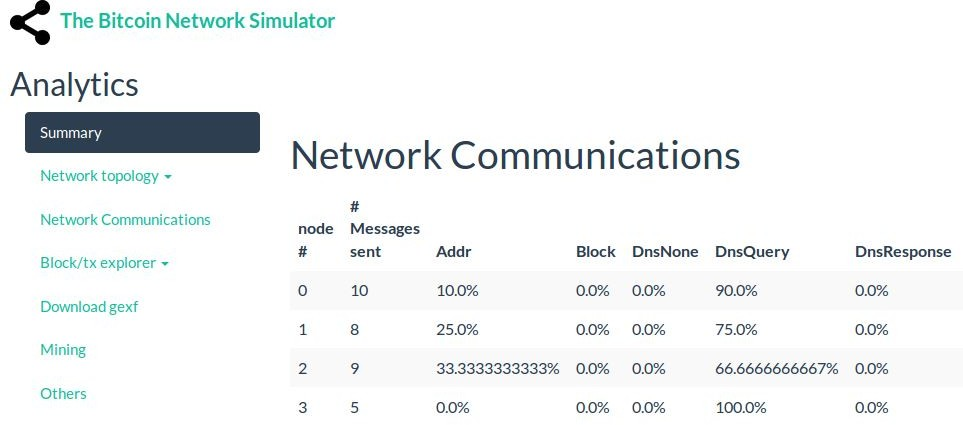 The Bitcoin Network Simulator
Analytics
Summary
Network topology
Network Communications
Block/tx explorer
Download gexf
Mining
Others
Network Communications
node # # Messages sent Addr Block DnsNone DnsQuery DnsResponse
0 10 10.0% 0.0% 0.0% 90.0% 0.0%
1 8 25.0% 0.0% 0.0% 75.0% 0.0%
2 9 33.3333333333% 0.0% 0.0% 66.6666666667% 0.0%
3 5 0.0% 0.0% 0.0% 100.0% 0.0%